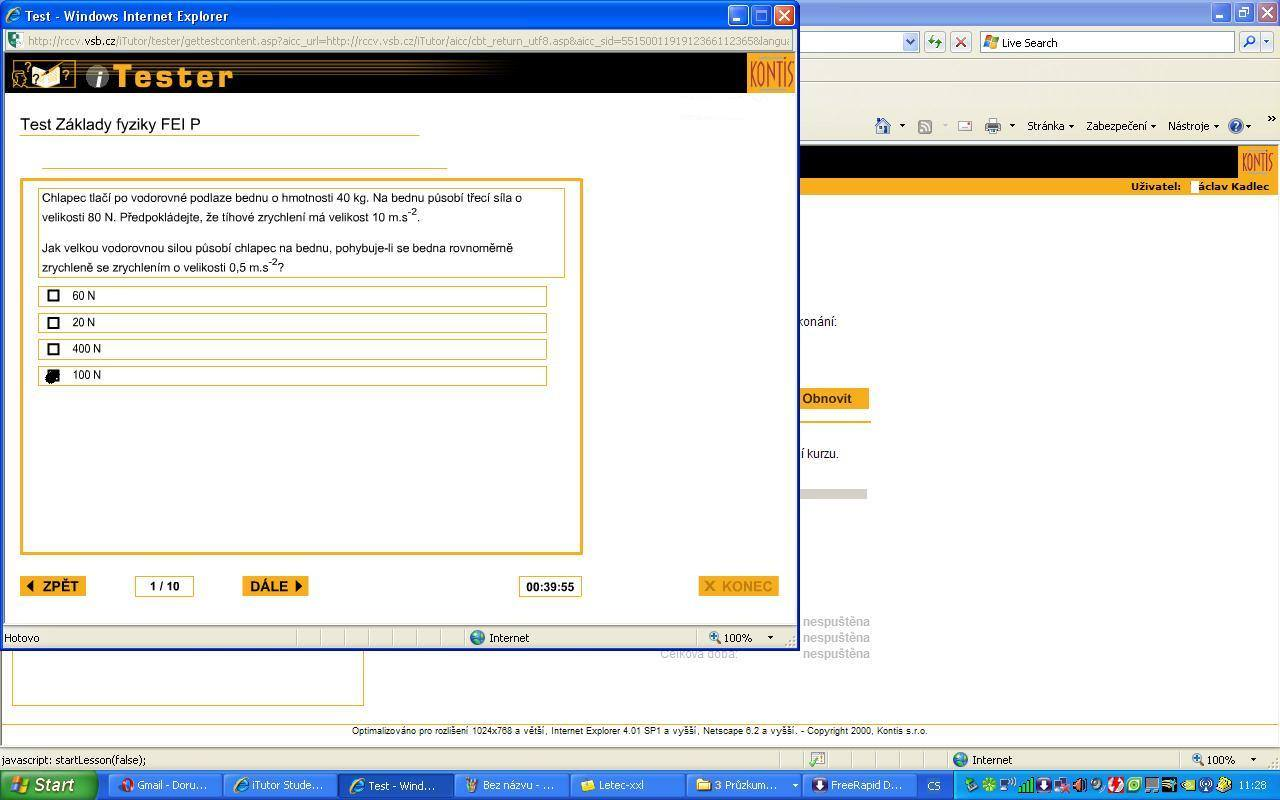 Test - Windows Internet Explorer
http://rccv.vsb.cz/iTutor/tester/gettestcontent.asp?aicc_url=http://rccv.vsb.cz/iTutor/aicc/cbt_return_utf8.asp&aicc_sid=55150011919123661123​65&langu
Live Search
i Tester
KONTIS
Test Základy fyziky FEI P
Stránka
Zabezpečení
Nástroje
KONTIS
Uživatel:
áclav Kadlec
Chlapec tlačí po vodorovné podlaze bednu o hmotnosti 40 kg. Na bednu působí třecí síla o
velikosti 80 N. Předpokládejte, že tíhové zrychlení má velikost 10 m.s-2.
Jak velkou vodorovnou silou působí chlapec na bednu, pohybuje-li se bedna rovnoměrně
zrychleně se zrychlením o velikosti 0,5 m.s-2?
60 N
20 N
400 N
100 N
konání:
Obnovit
í kurzu.
ZPĚT
1 / 10
DÁLE
00:39:55
X KONEC
Hotovo
Internet
100%
nespuštěna
nespuštěna
Celková doba:
nespuštěna
Optimalizováno pro rozlišení 1024x768 a větší, Internet Explorer 4.01 SP1 a vyšší, Netscape 6.2 a vyšší. - Copyright 2000, Kontis s.r.o.
javascript: startLesson(false);
Internet
100%
Start
Gmail - Doru...
iTutor Stude...
Test - Wind...
Bez názvu - ...
Letec-xxl
3 Průzkum...
FreeRapid D...
CS
11:28